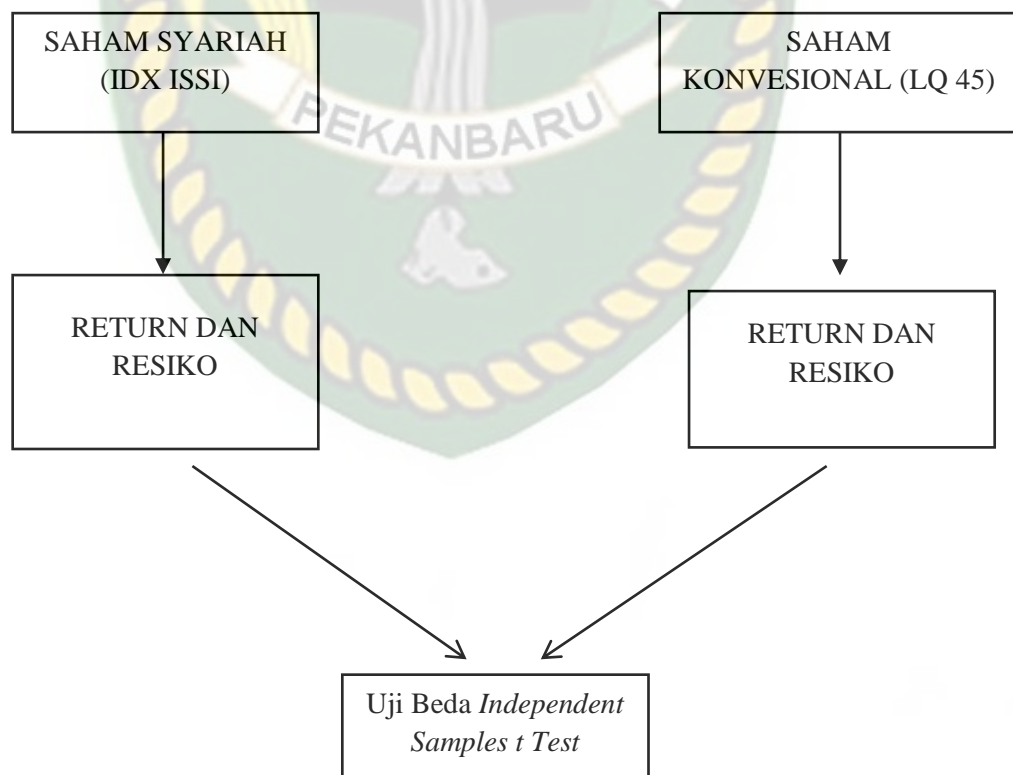 SAHAM SYARIAH
(IDX ISSI)
SAHAM
KONVESIONAL (LQ 45)
PEKANBARU
RETURN DAN
RESIKO
RETURN DAN
RESIKO
Uji Beda Independent
Samples t Test